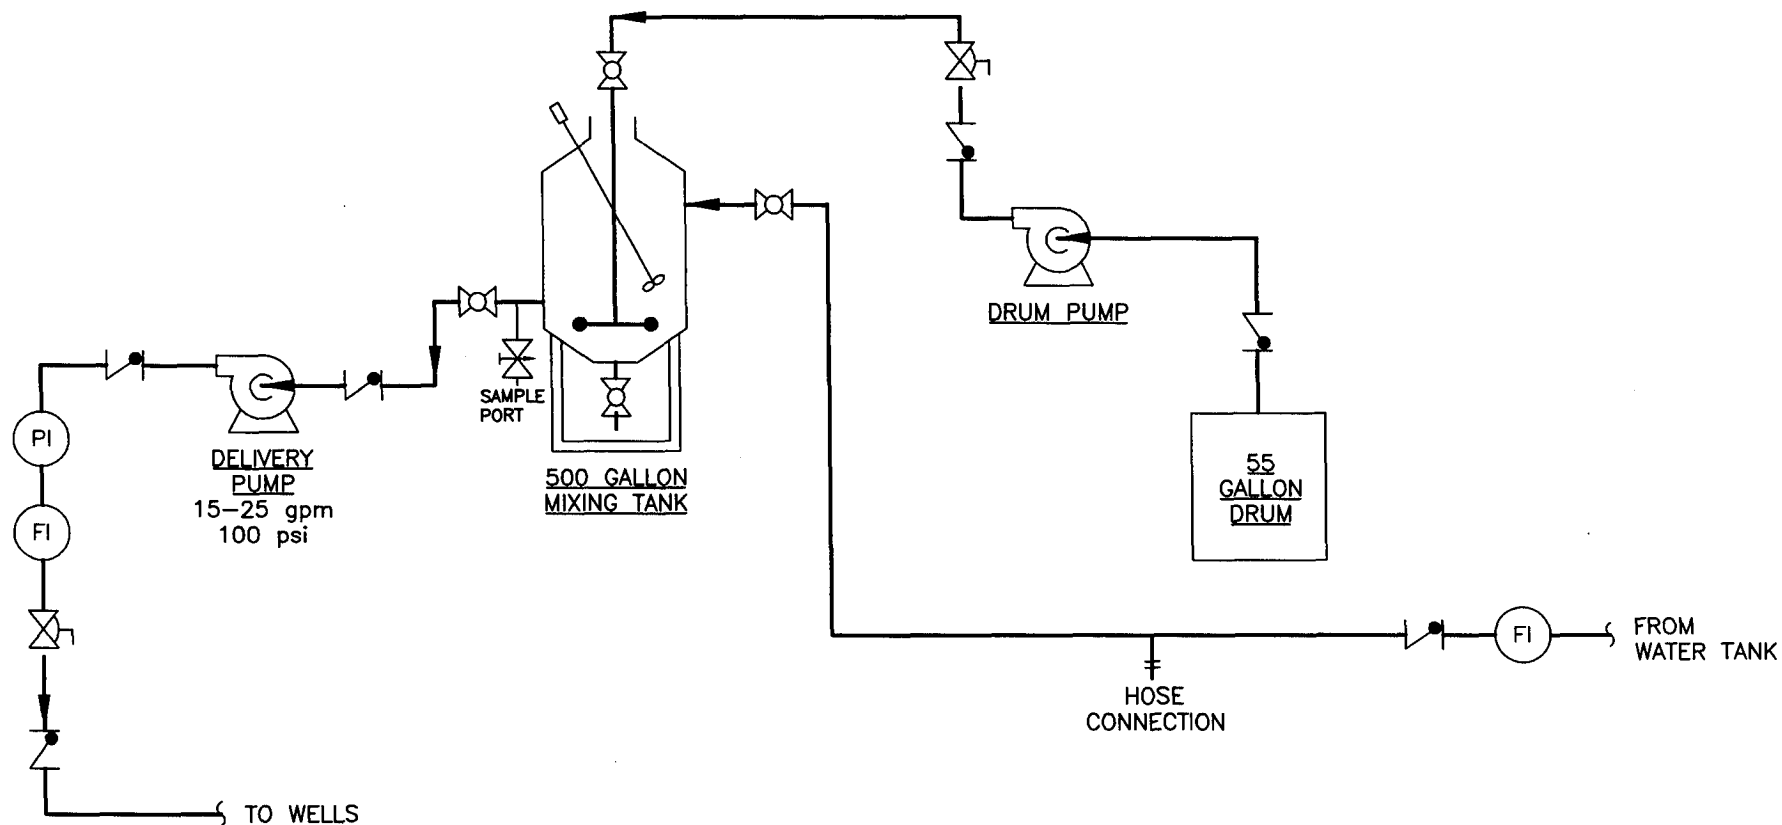 DRUM PUMP
SAMPLE
PORT
PI
DELIVERY
PUMP
15-25 gpm
100 psi
500 GALLON
MIXING TANK
55
GALLON
DRUM
FI
FI
FROM
WATER TANK
HOSE
CONNECTION
TO WELLS